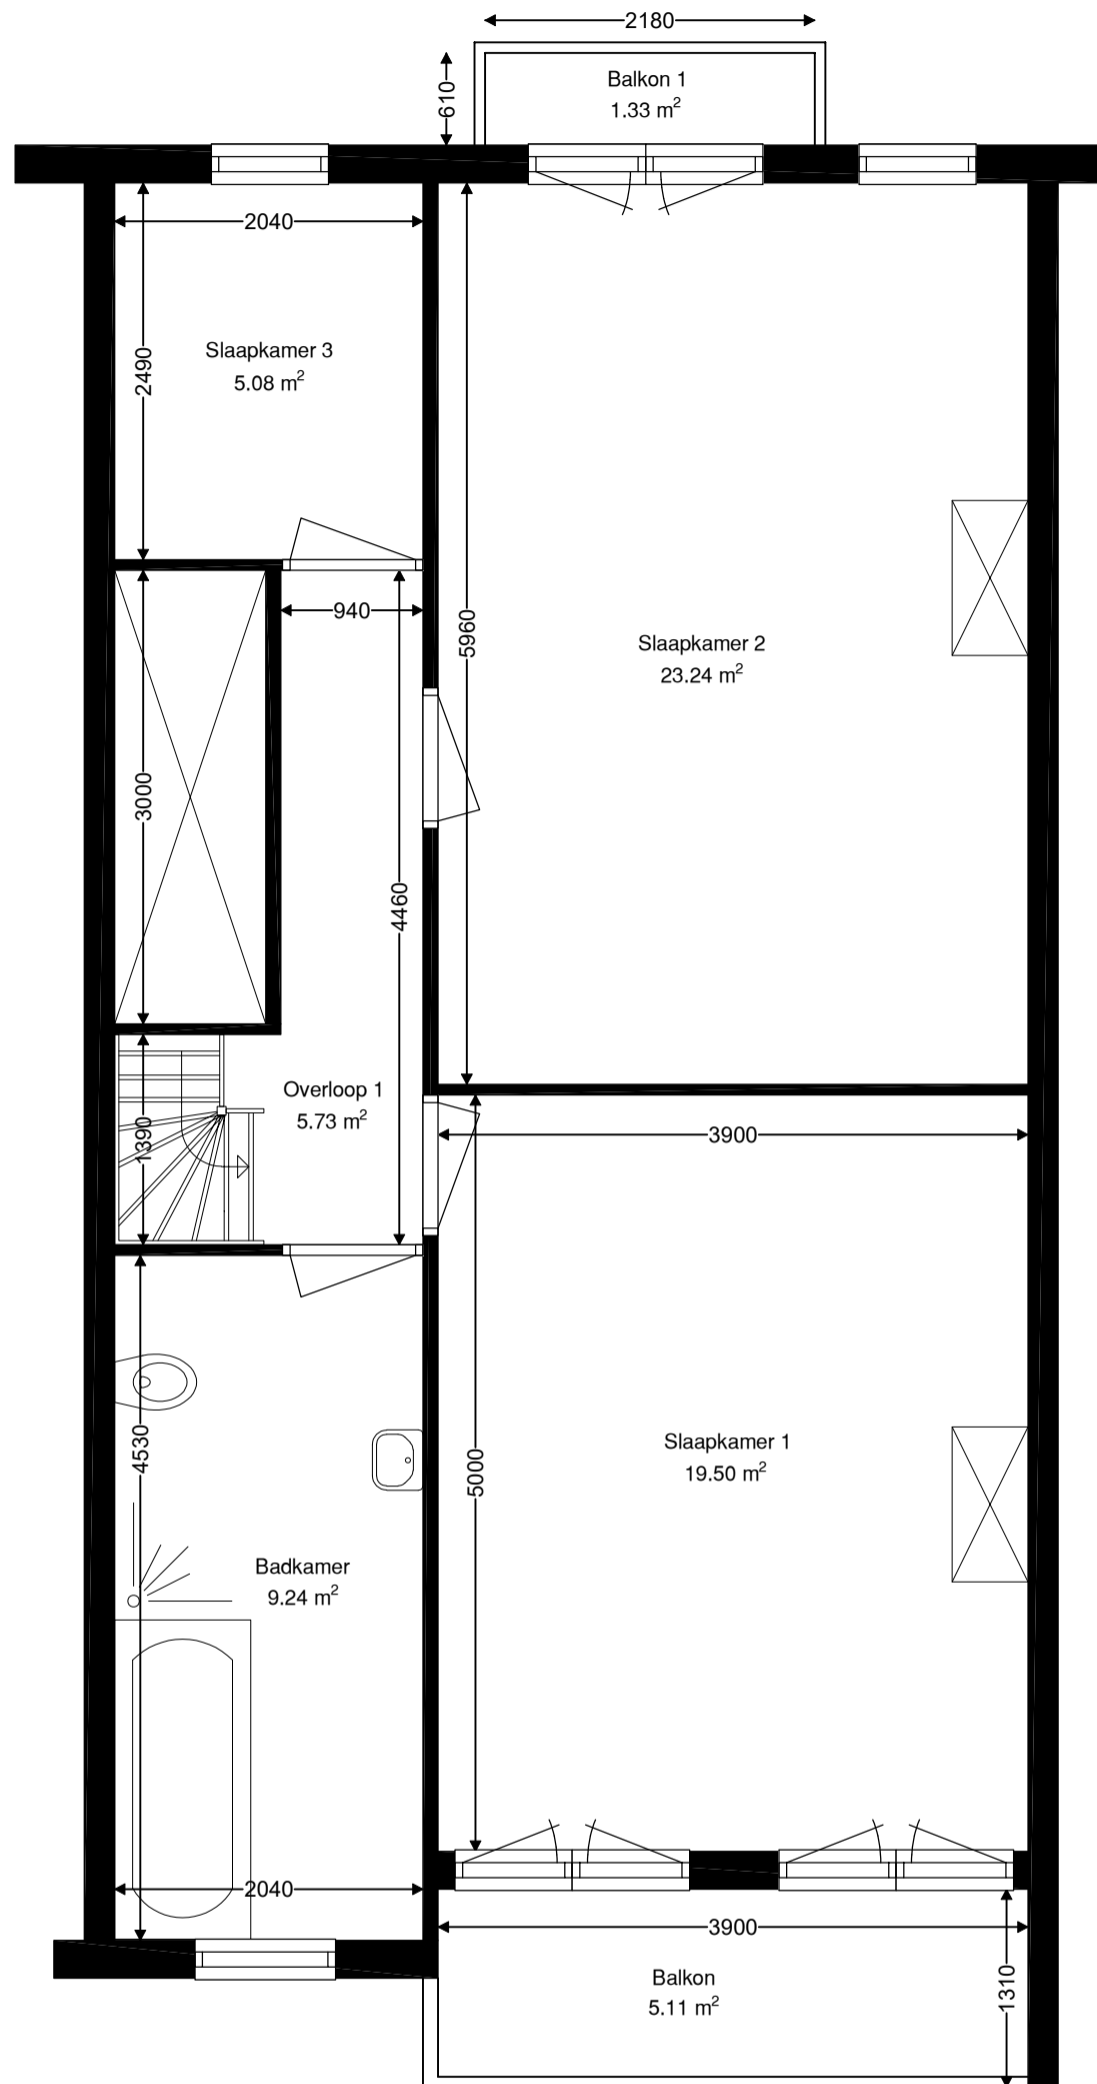 2180
610
Balkon 1
1.33 m²
2040
2490
Slaapkamer 3
5.08 m²
940
5960
Slaapkamer 2
23.24 m²
3000
4460
Overloop 1
5.73 m²
1390
3900
4530
5000
Slaapkamer 1
19.50 m²
Badkamer
9.24 m²
2040
3900
Balkon
5.11 m²
1310